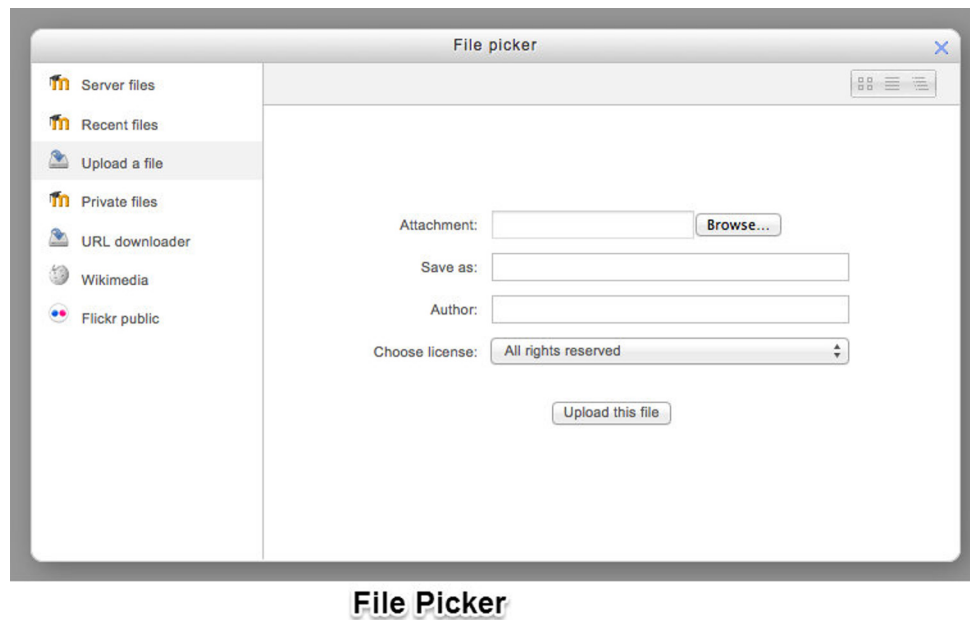 File picker
Server files
Recent files
Upload a file
Private files
URL downloader
Wikimedia
Flickr public
Attachment: Browse...
Save as:
Author:
Choose license: All rights reserved
Upload this file
File Picker